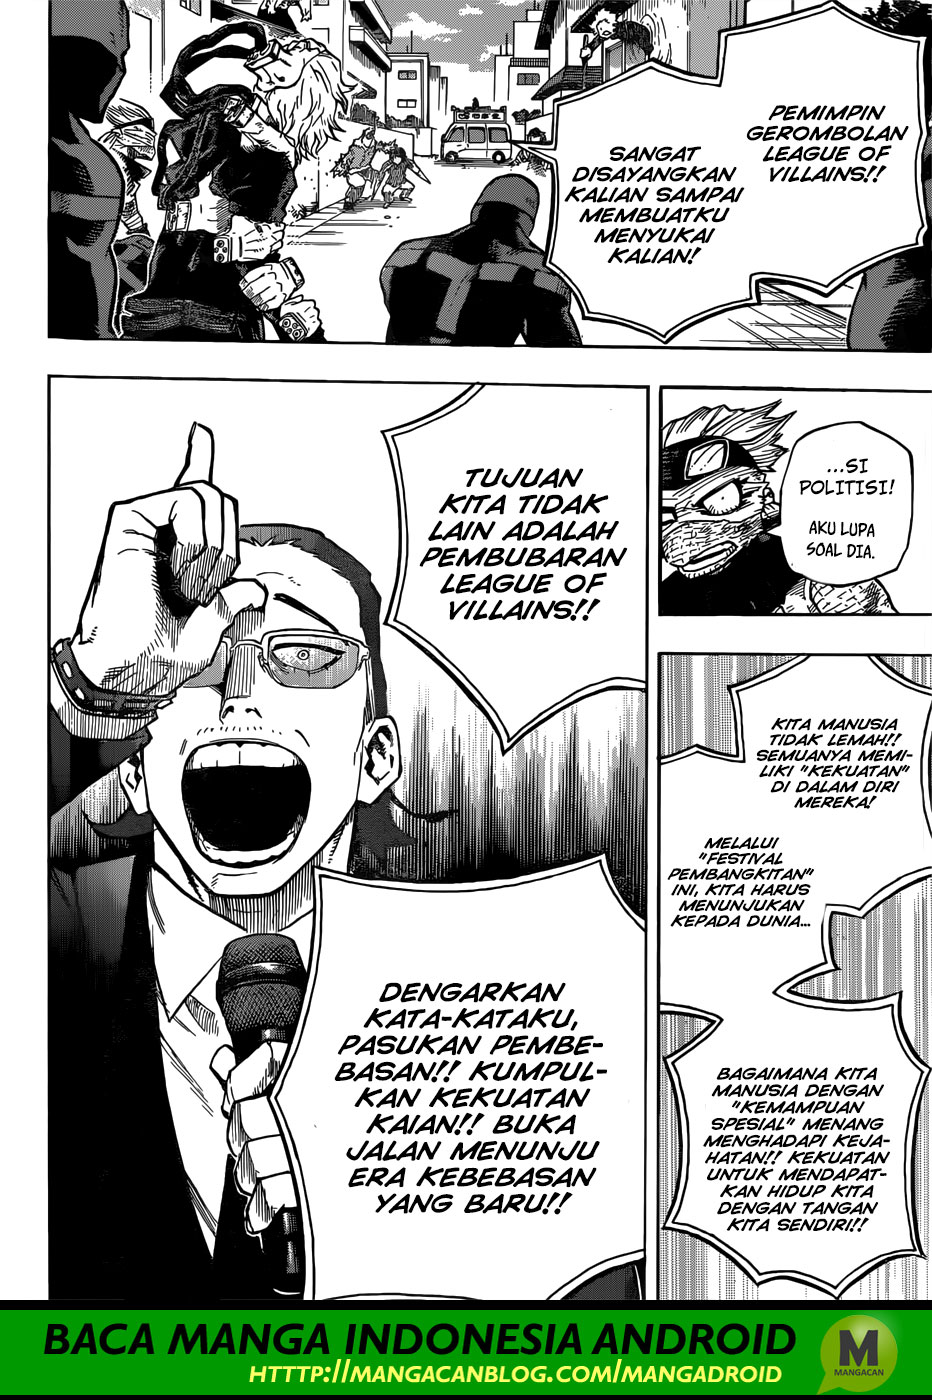 PEMIMPIN
GEROMBOLAN
LEAGUE OF
VILLAINS!!
SANGAT
DISAYANGKAN
KALIAN SAMPAI
MEMBUATKU
MENYUKAI
KALIAN!
...SI
POLITISI!
AKU LUPA
SOAL DIA.
TUJUAN
KITA TIDAK
LAIN ADALAH
PEMBUBARAN
LEAGUE OF
VILLAINS!!
KITA MANUSIA
TIDAK LEMAH!!
SEMUANYA MEMI-
LIKI "KEKUATAN"
DI DALAM DIRI
MEREKA!
MELALUI
"FESTIVAL
PEMBANGKITAN"
INI, KITA HARUS
MENUNJUKAN
KEPADA DUNIA...
BAGAIMANA KITA
MANUSIA DENGAN
"KEMAMPUAN
SPESIAL" MENANG
MENGHADAPI KEJA-
HATAN!! KEKUATAN
UNTUK MENDAPAT-
KAN HIDUP KITA
DENGAN TANGAN
KITA SENDIRI!!
DENGARKAN
KATA-KATAKU,
PASUKAN PEMBE-
BASAN!! KUMPUL-
KAN KEKUATAN
KAIAN!! BUKA
JALAN MENUNJU
ERA KEBEBASAN
YANG BARU!!
BACA MANGA INDONESIA ANDROID
HTTTP://MANGACANBLOG.COM/MANGADROID
M
MANGACAN